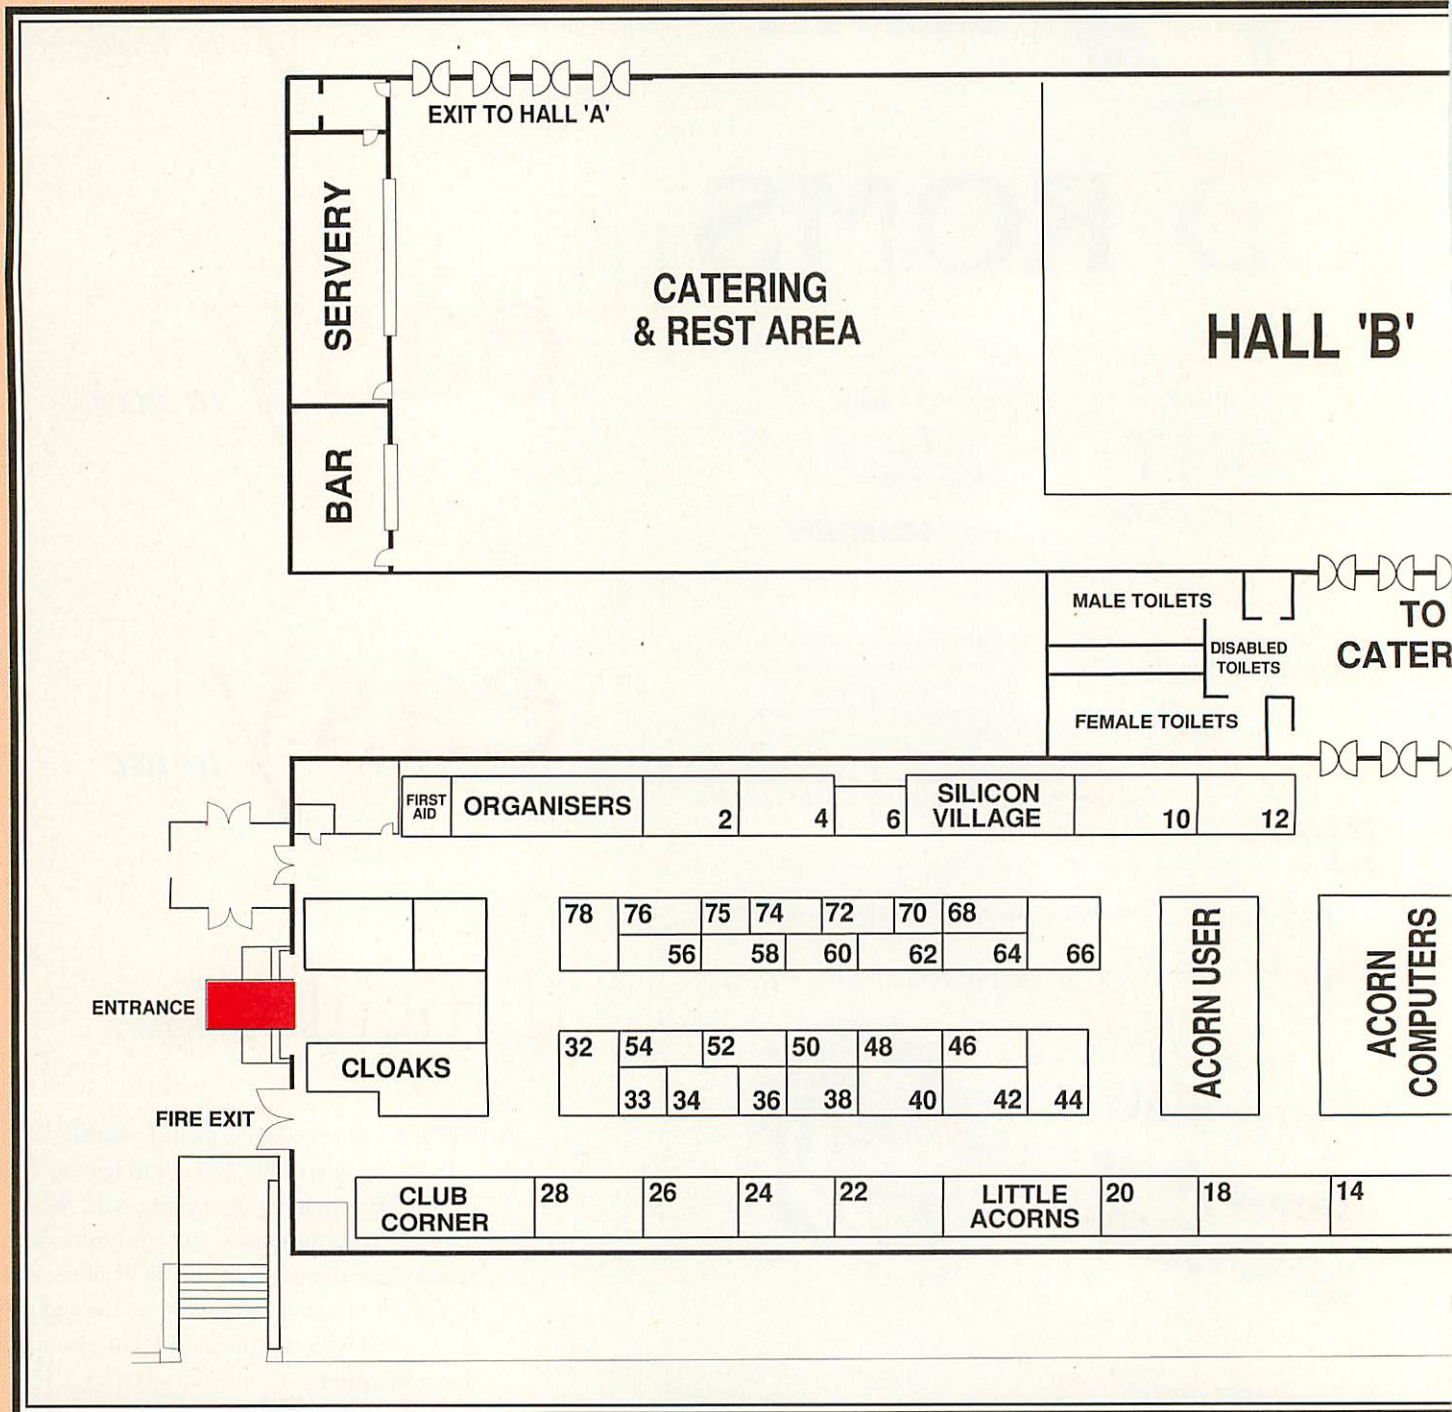 EXIT TO HALL 'A'
SERVERY
CATERING
& REST AREA
HALL 'B'
BAR
MALE TOILETS
DISABLED
TOILETS
FEMALE TOILETS
TO
CATER
FIRST
AID
ORGANISERS
2
4
6
SILICON
VILLAGE
10
12
78 76 75 74 72 70 68
56 58 60 62 64 66
ACORN USER
ACORN
COMPUTERS
ENTRANCE
CLOAKS
32 54 52 50 48 46
33 34 36 38 40 42 44
FIRE EXIT
CLUB
CORNER
28
26
24
22
LITTLE
ACORNS
20
18
14